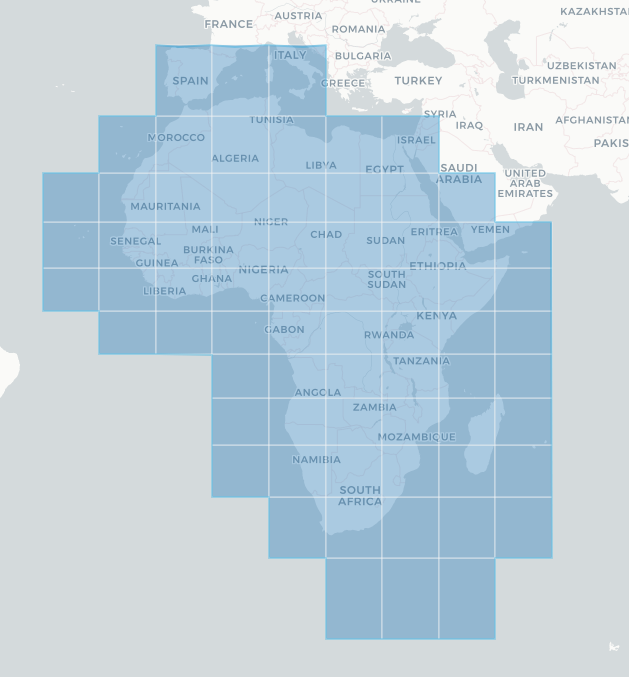 UKRAINE
KAZAKHSTA
AUSTRIA
FRANCE
ROMANIA
ITALY
BULGARIA
UZBEKISTAN
SPAIN
GREECE
TURKEY
TURKMENISTAN
SYRIA
TUNISIA
AFGHANISTAN
IRAQ
IRAN
MOROCCO
ISRAEL
PAKIS
ALGERIA
LIBYA
EGYPT
SAUDI
ARABIA
UNITED
ARAB
EMIRATES
MAURITANIA
NIGER
MALI
CHAD
ERITREA
YEMEN
SENEGAL
SUDAN
BURKINA
FASO
GUINEA
NIGERIA
ETHIOPIA
GHANA
SOUTH
SUDAN
LIBERIA
CAMEROON
KENYA
GABON
RWANDA
TANZANIA
ANGOLA
ZAMBIA
MOZAMBIQUE
NAMIBIA
SOUTH
AFRICA